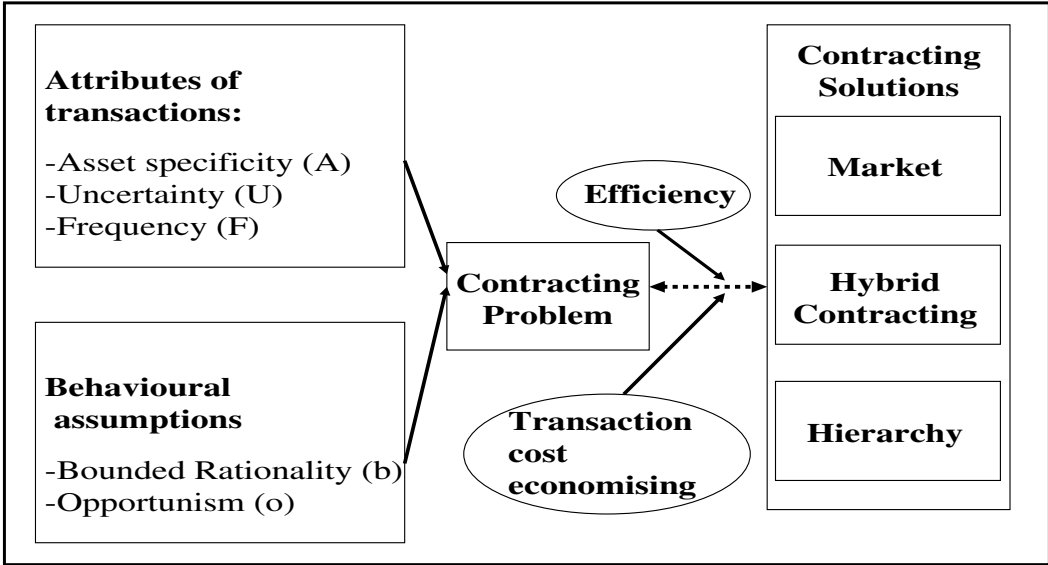 Attributes of
transactions:
-Asset specificity (A)
-Uncertainty (U)
-Frequency (F)
Behavioural
assumptions
-Bounded Rationality (b)
-Opportunism (o)
Contracting
Problem
Efficiency
Transaction
cost
economising
Contracting
Solutions
Market
Hybrid
Contracting
Hierarchy